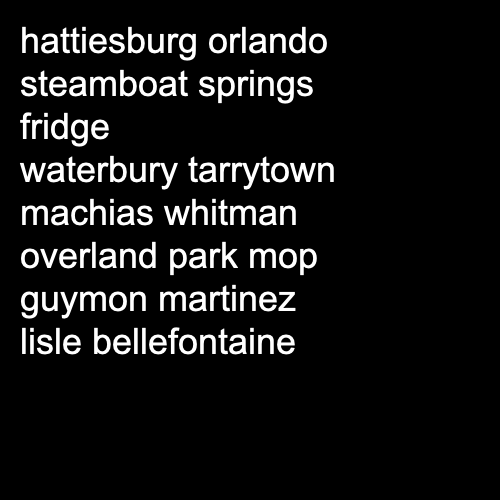 hattiesburg orlando
steamboat springs
fridge
waterbury tarrytown
machias whitman
overland park mop
guymon martinez
lisle bellefontaine